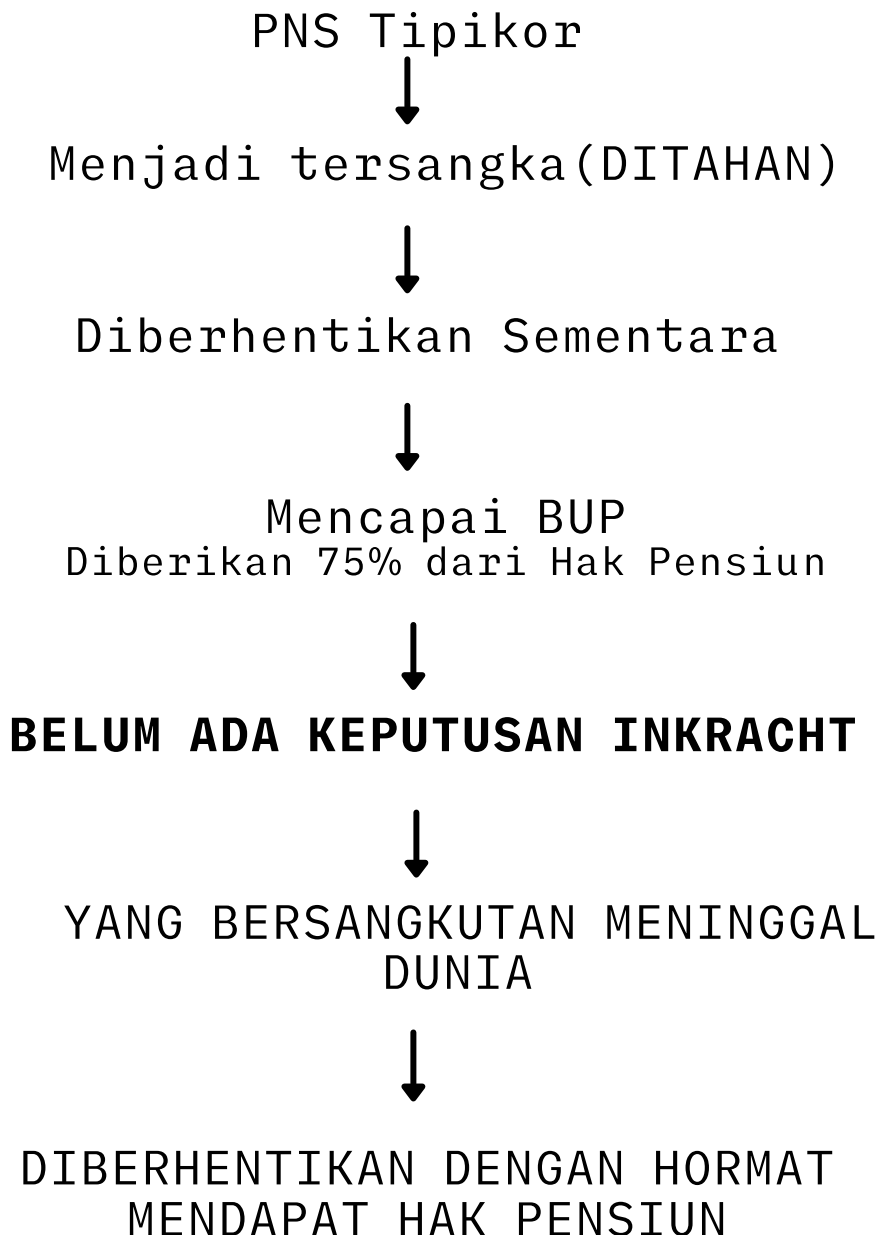 PNS Tipikor
Menjadi tersangka(DITAHAN)
Diberhentikan Sementara
Mencapai BUP
Diberikan 75% dari Hak Pensiun
BELUM ADA KEPUTUSAN INKRACHT
YANG BERSANGKUTAN MENINGGAL
DUNIA
DIBERHENTIKAN DENGAN HORMAT
MENDAPAT HAK PENSIUN